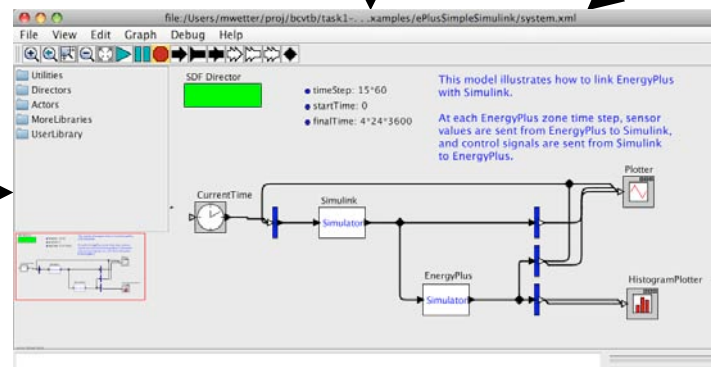 file:/Users/mwetter/proj/bcvtb/task1-. . .xamples/ePlusSimpleSimulink/system.xml
File View Edit Graph Debug Help
Utilities
Directors
Actors
MoreLibraries
UserLibrary
SDF Director
timeStep: 15*60
startTime: 0
finalTime: 4*24*3600
This model illustrates how to link EnergyPlus
with Simulink.
At each EnergyPlus zone time step, sensor
values are sent from EnergyPlus to Simulink,
and control signals are sent from Simulink
to EnergyPlus.
CurrentTime
Simulink
Simulator
Plotter
EnergyPlus
Simulator
HistogramPlotter